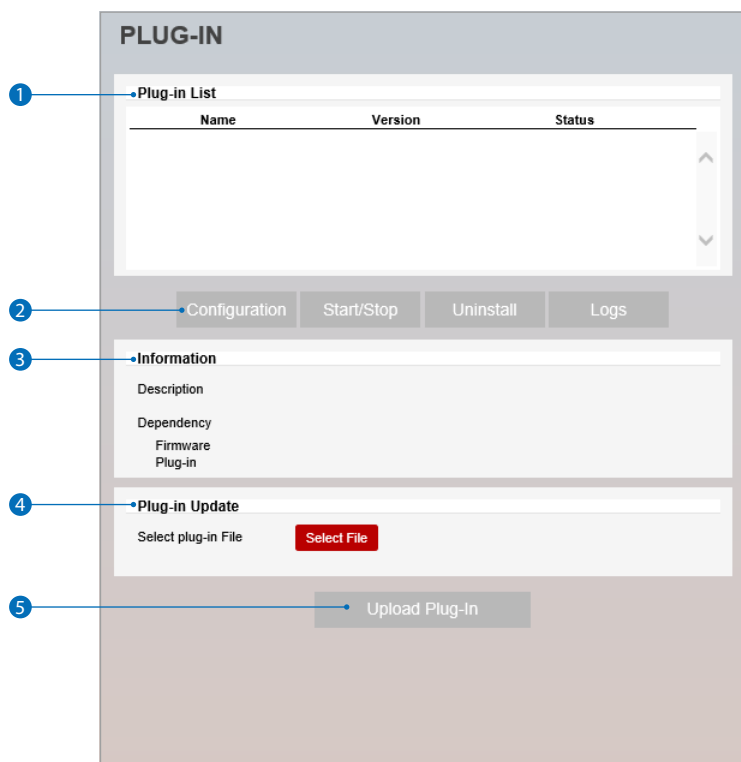 PLUG-IN
1 Plug-in List
Name Version Status
2 Configuration Start/Stop Uninstall Logs
3 Information
Description
Dependency
Firmware
Plug-in
4 Plug-in Update
Select plug-in File Select File
5 Upload Plug-In